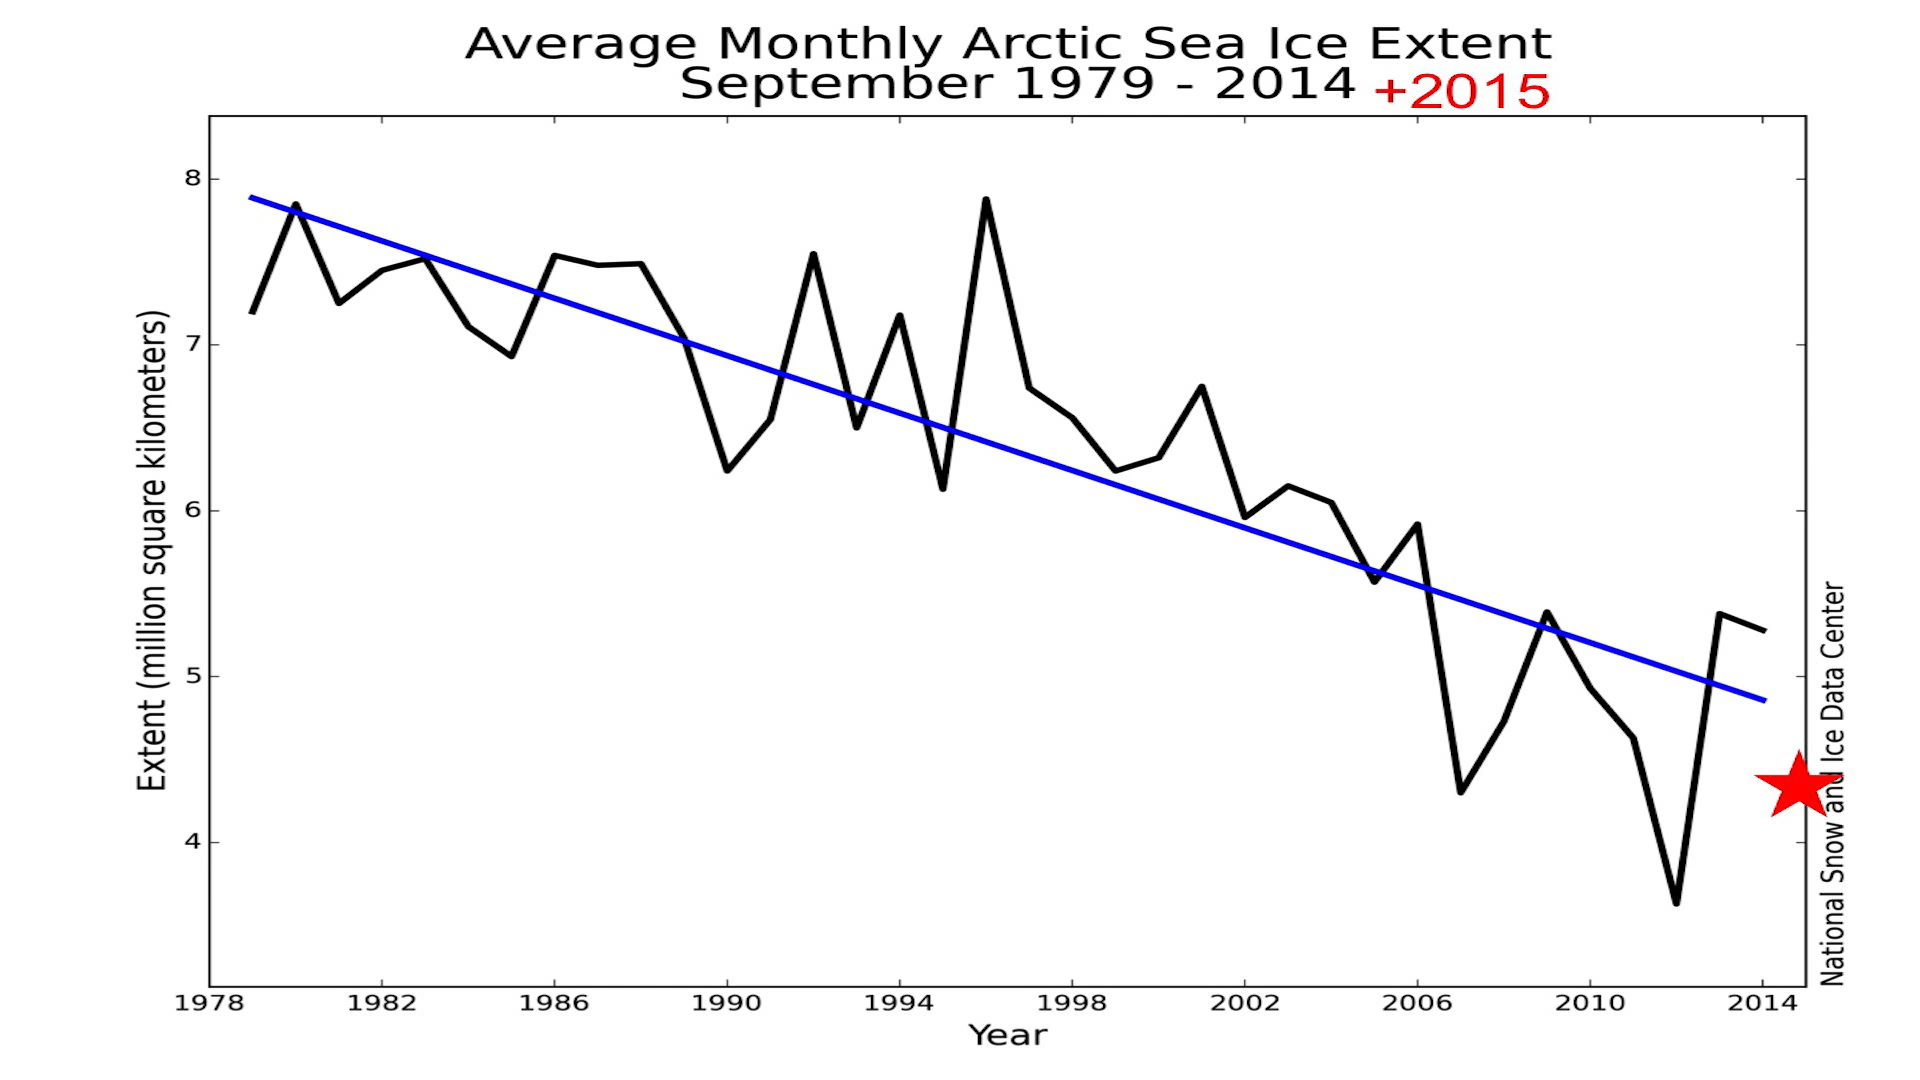 Average Monthly Arctic Sea Ice Extent
September 1979 - 2014 +2015
Extent (million square kilometers)
8
7
6
5
4
1978 1982 1986 1990 1994 1998 2002 2006 2010 2014
Year
National Snow and Ice Data Center